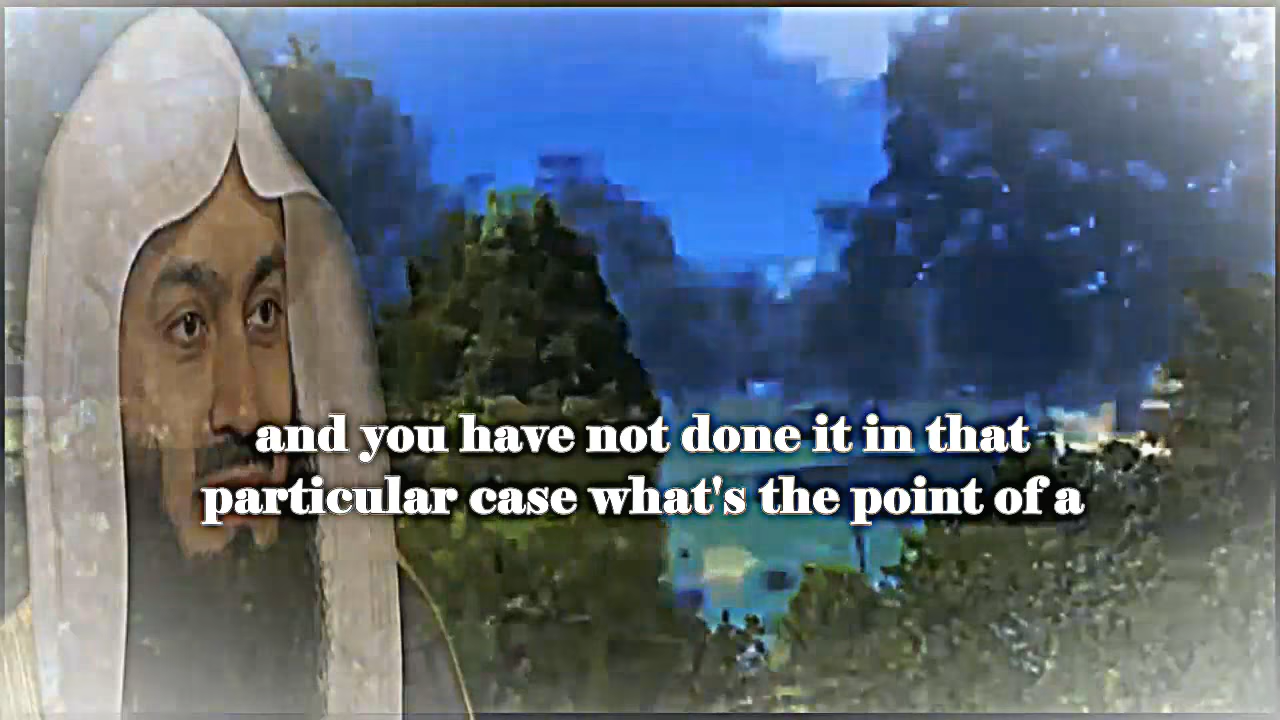 and you have not done it in that
particular case what's the point of a